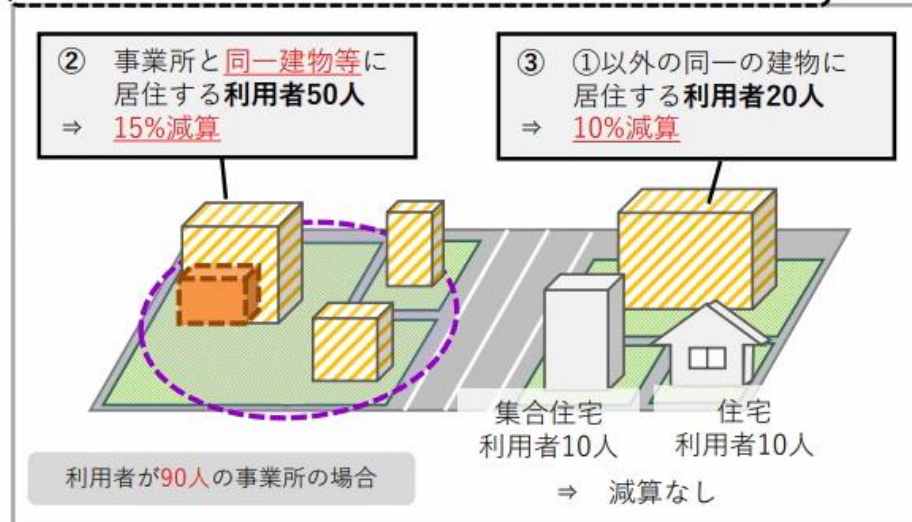 ② 事業所と同一建物等に
居住する利用者50人
⇒ 15%減算
③ ①以外の同一の建物に
居住する利用者20人
⇒ 10%減算
集合住宅
利用者10人
住宅
利用者10人
⇒ 減算なし
利用者が90人の事業所の場合